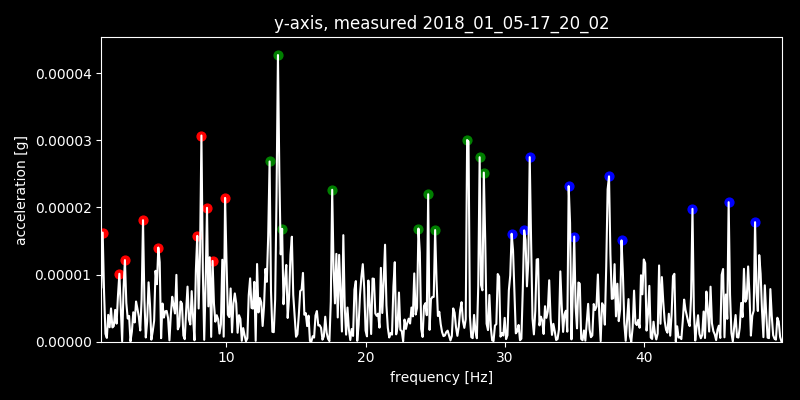 y-axis, measured 2018_01_05-17_20_02
0.00004
0.00003
0.00002
0.00001
0.00000
acceleration [g]
10 20 30 40
frequency [Hz]